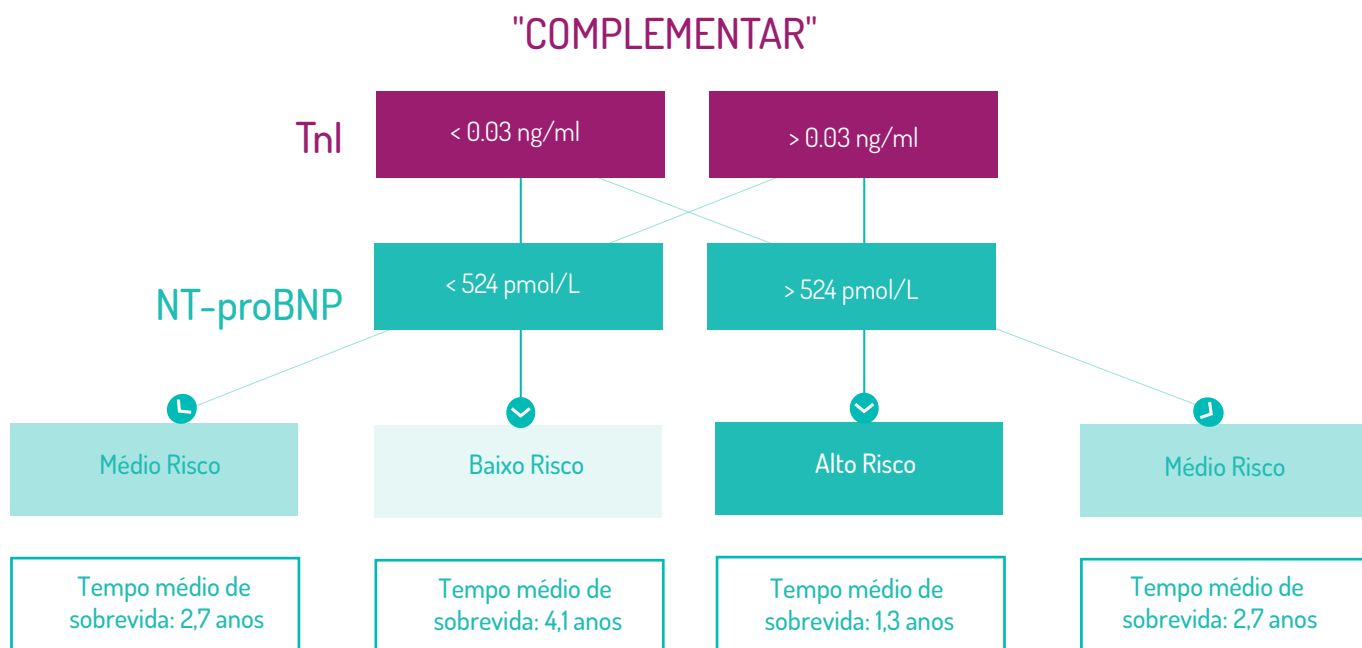 "COMPLEMENTAR"
TnI
< 0.03 ng/ml
> 0.03 ng/ml
NT-proBNP
< 524 pmol/L
> 524 pmol/L
Médio Risco
Baixo Risco
Alto Risco
Médio Risco
Tempo médio de
sobrevida: 2,7 anos
Tempo médio de
sobrevida: 4,1 anos
Tempo médio de
sobrevida: 1,3 anos
Tempo médio de
sobrevida: 2,7 anos